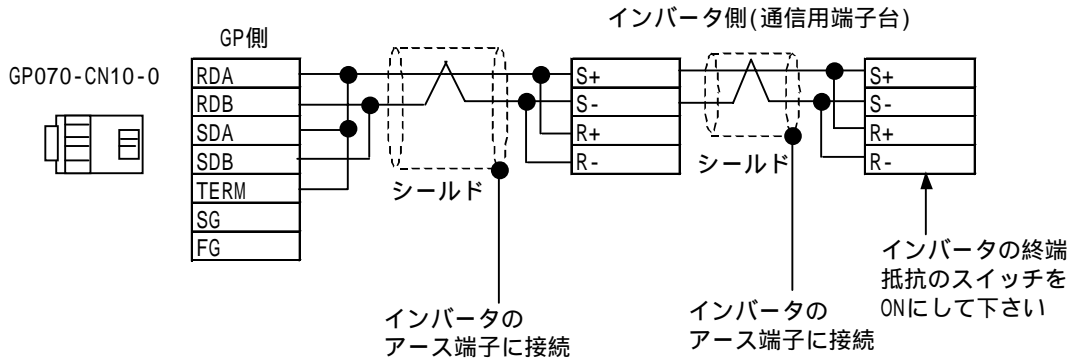 インバータ側(通信用端子台)
GP側
GP070-CN10-0
RDA
RDB
SDA
SDB
TERM
SG
FG
シールド
S+
S-
R+
R-
シールド
S+
S-
R+
R-
インバータの
アース端子に接続
インバータの
アース端子に接続
インバータの終端
抵抗のスイッチを
ONにして下さい